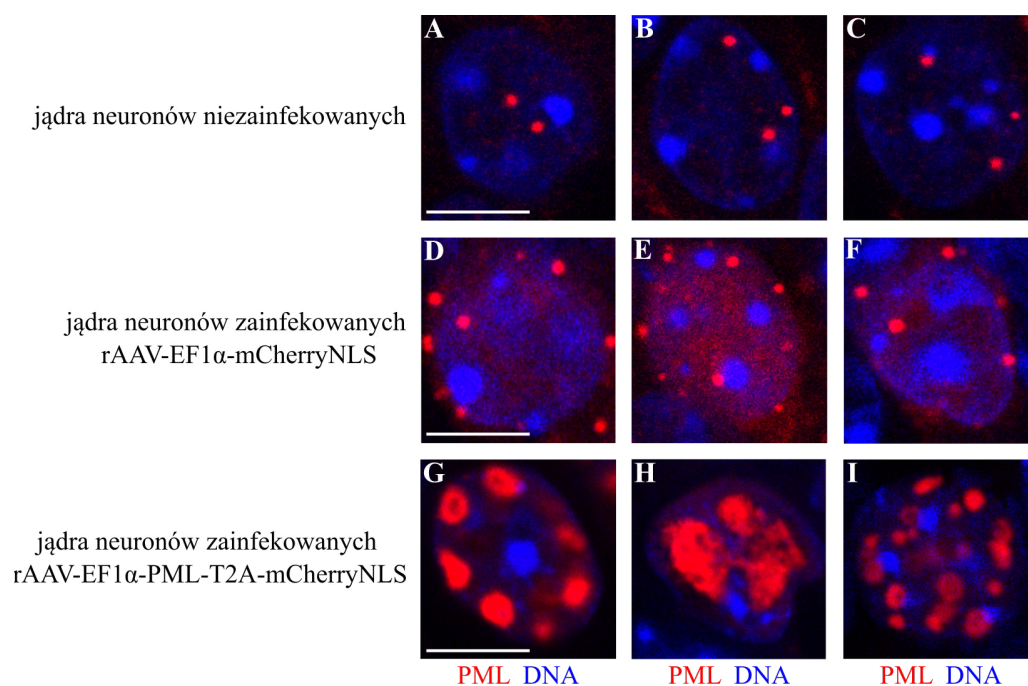 A B C
jądra neuronów niezainfekowanych
D E F
jądra neuronów zainfekowanych
rAAV-EF1α-mCherryNLS
G H I
jądra neuronów zainfekowanych
rAAV-EF1α-PML-T2A-mCherryNLS
PML DNA PML DNA PML DNA